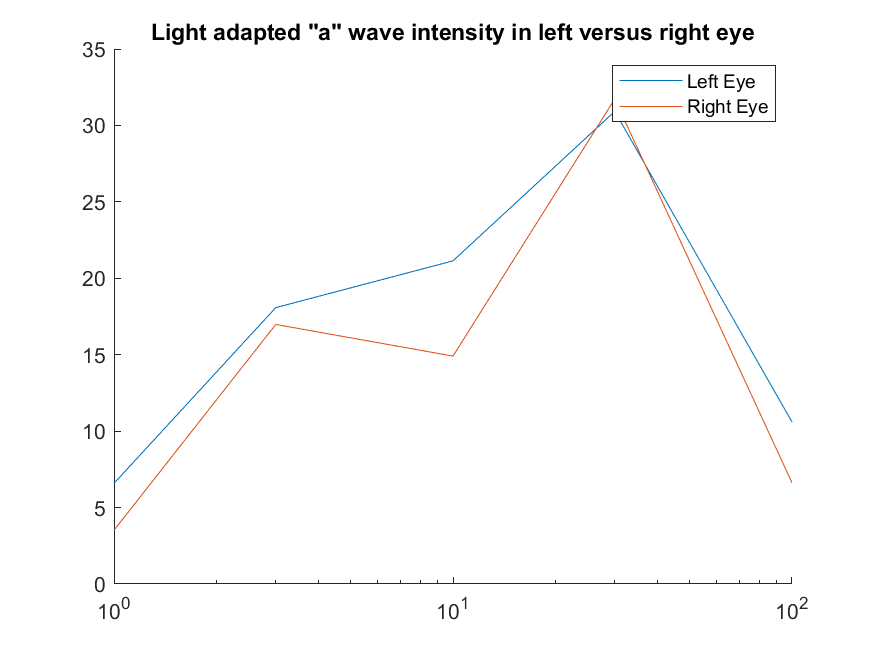 Light adapted "a" wave intensity in left versus right eye
35
Left Eye
Right Eye
30
25
20
15
10
5
0
10⁰ 10¹ 10²